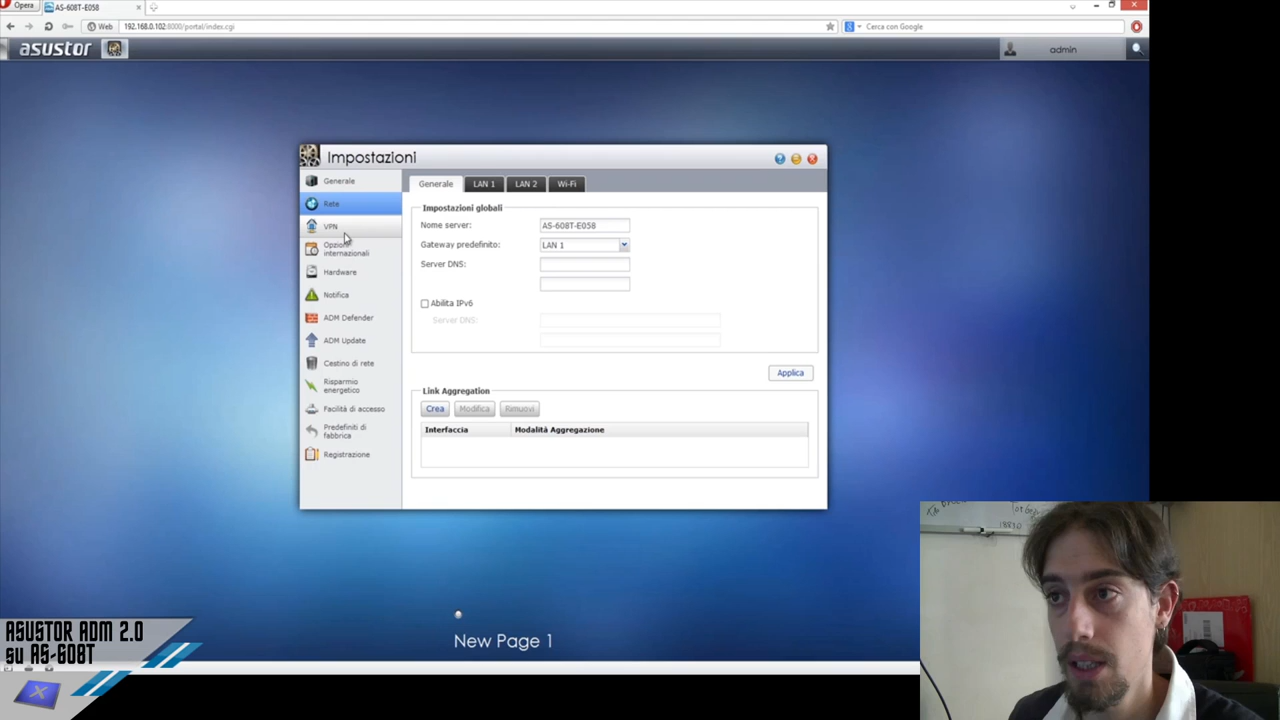 Opera
AS-608T-E058
Web
192.168.0.102:8000/portal/index.cgi
Cerca con Google
asustor
admin
Impostazioni
Generale
Rete
VPN
Opzioni
internazionali
Hardware
Notifica
ADM Defender
ADM Update
Cestino di rete
Risparmio
energetico
Facilità di accesso
Predefiniti di
fabbrica
Registrazione
Generale LAN 1 LAN 2 Wi-Fi
Impostazioni globali
Nome server: AS-608T-E058
Gateway predefinito: LAN 1
Server DNS:
Abilita IPv6
Server DNS:
Applica
Link Aggregation
Crea Modifica Rimuovi
Interfaccia Modalità Aggregazione
New Page 1
ASUSTOR ADM 2.0
su AS-608T